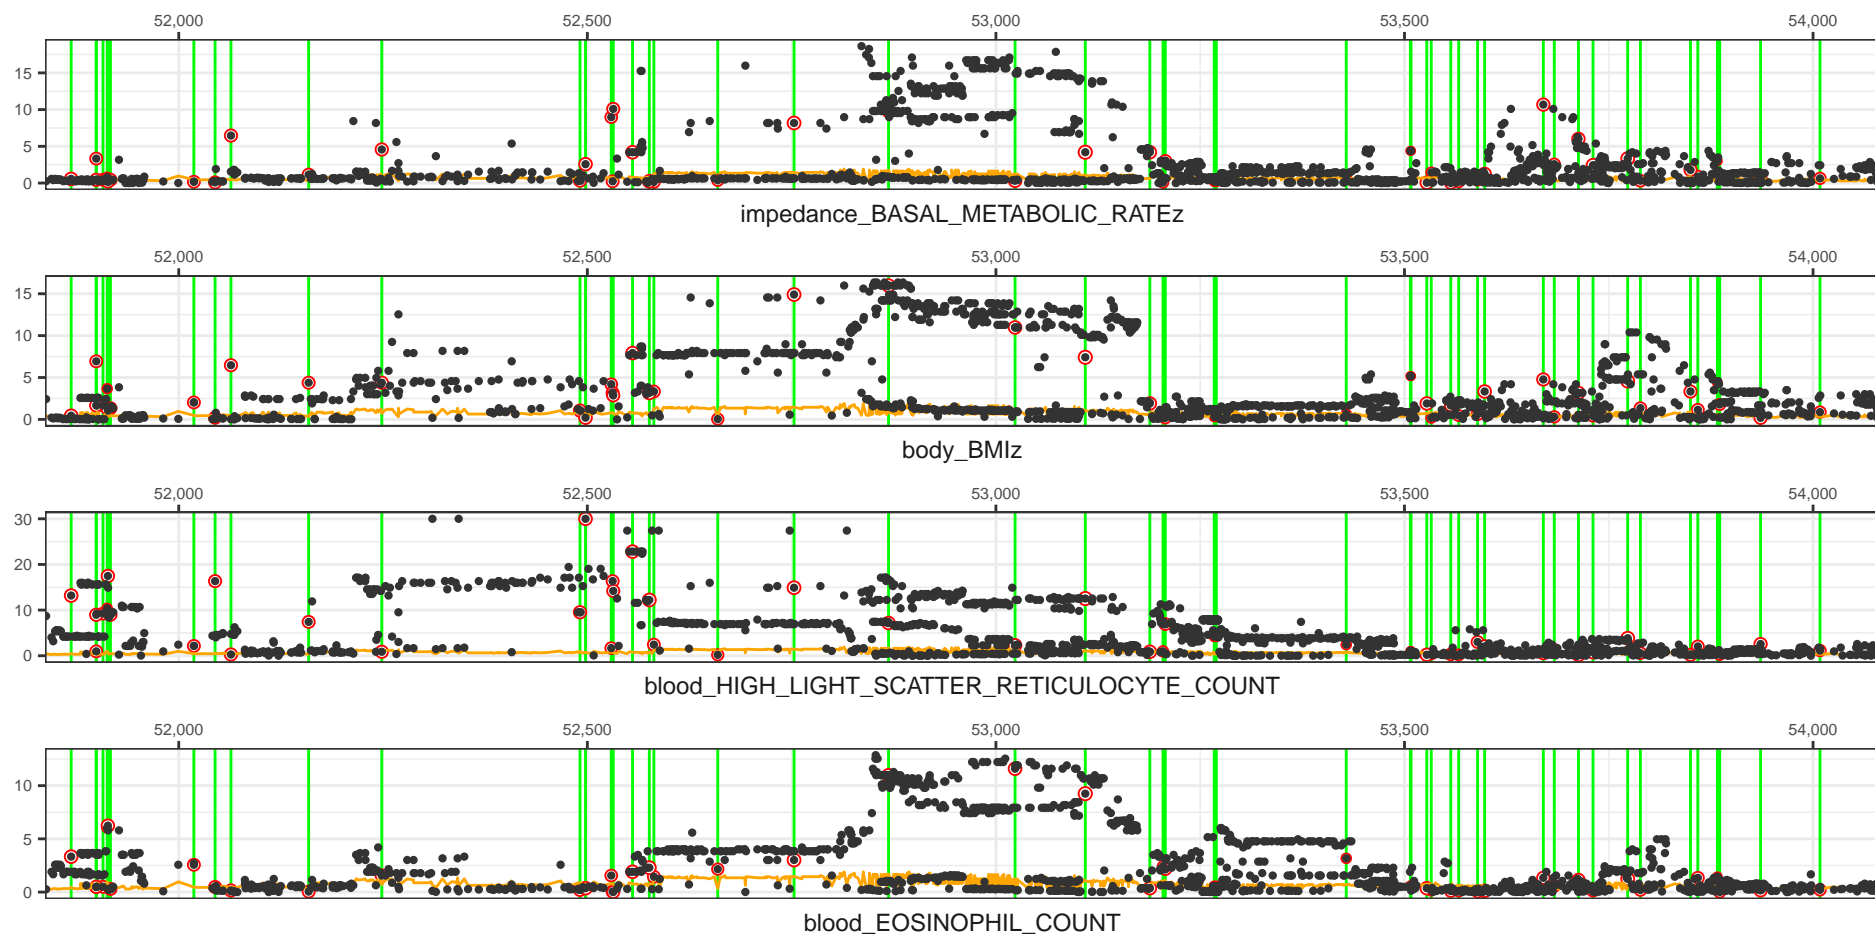 52,000 52,500 53,000 53,500 54,000
15
10
5
0
impedance_BASAL_METABOLIC_RATEz
52,000 52,500 53,000 53,500 54,000
15
10
5
0
body_BMIz
52,000 52,500 53,000 53,500 54,000
30
20
10
0
blood_HIGH_LIGHT_SCATTER_RETICULOCYTE_COUNT
52,000 52,500 53,000 53,500 54,000
10
5
0
blood_EOSINOPHIL_COUNT